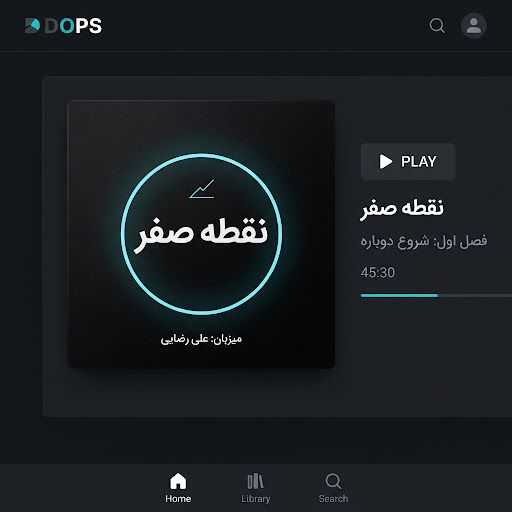 DOPS
نقطه صفر
میزبان: علی رضایی
PLAY
نقطه صفر
فصل اول: شروع دوباره
45:30
Home
Library
Search